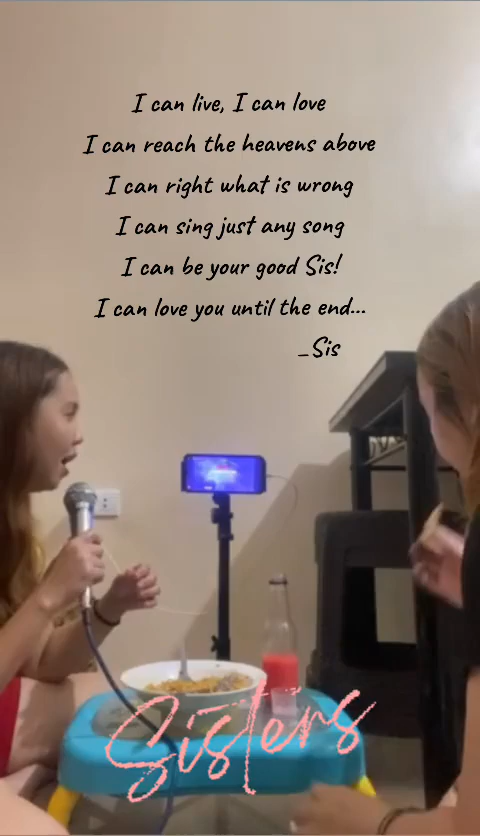 I can live, I can love
I can reach the heavens above
I can right what is wrong
I can sing just any song
I can be your good Sis!
I can love you until the end...
_Sis
Sisters